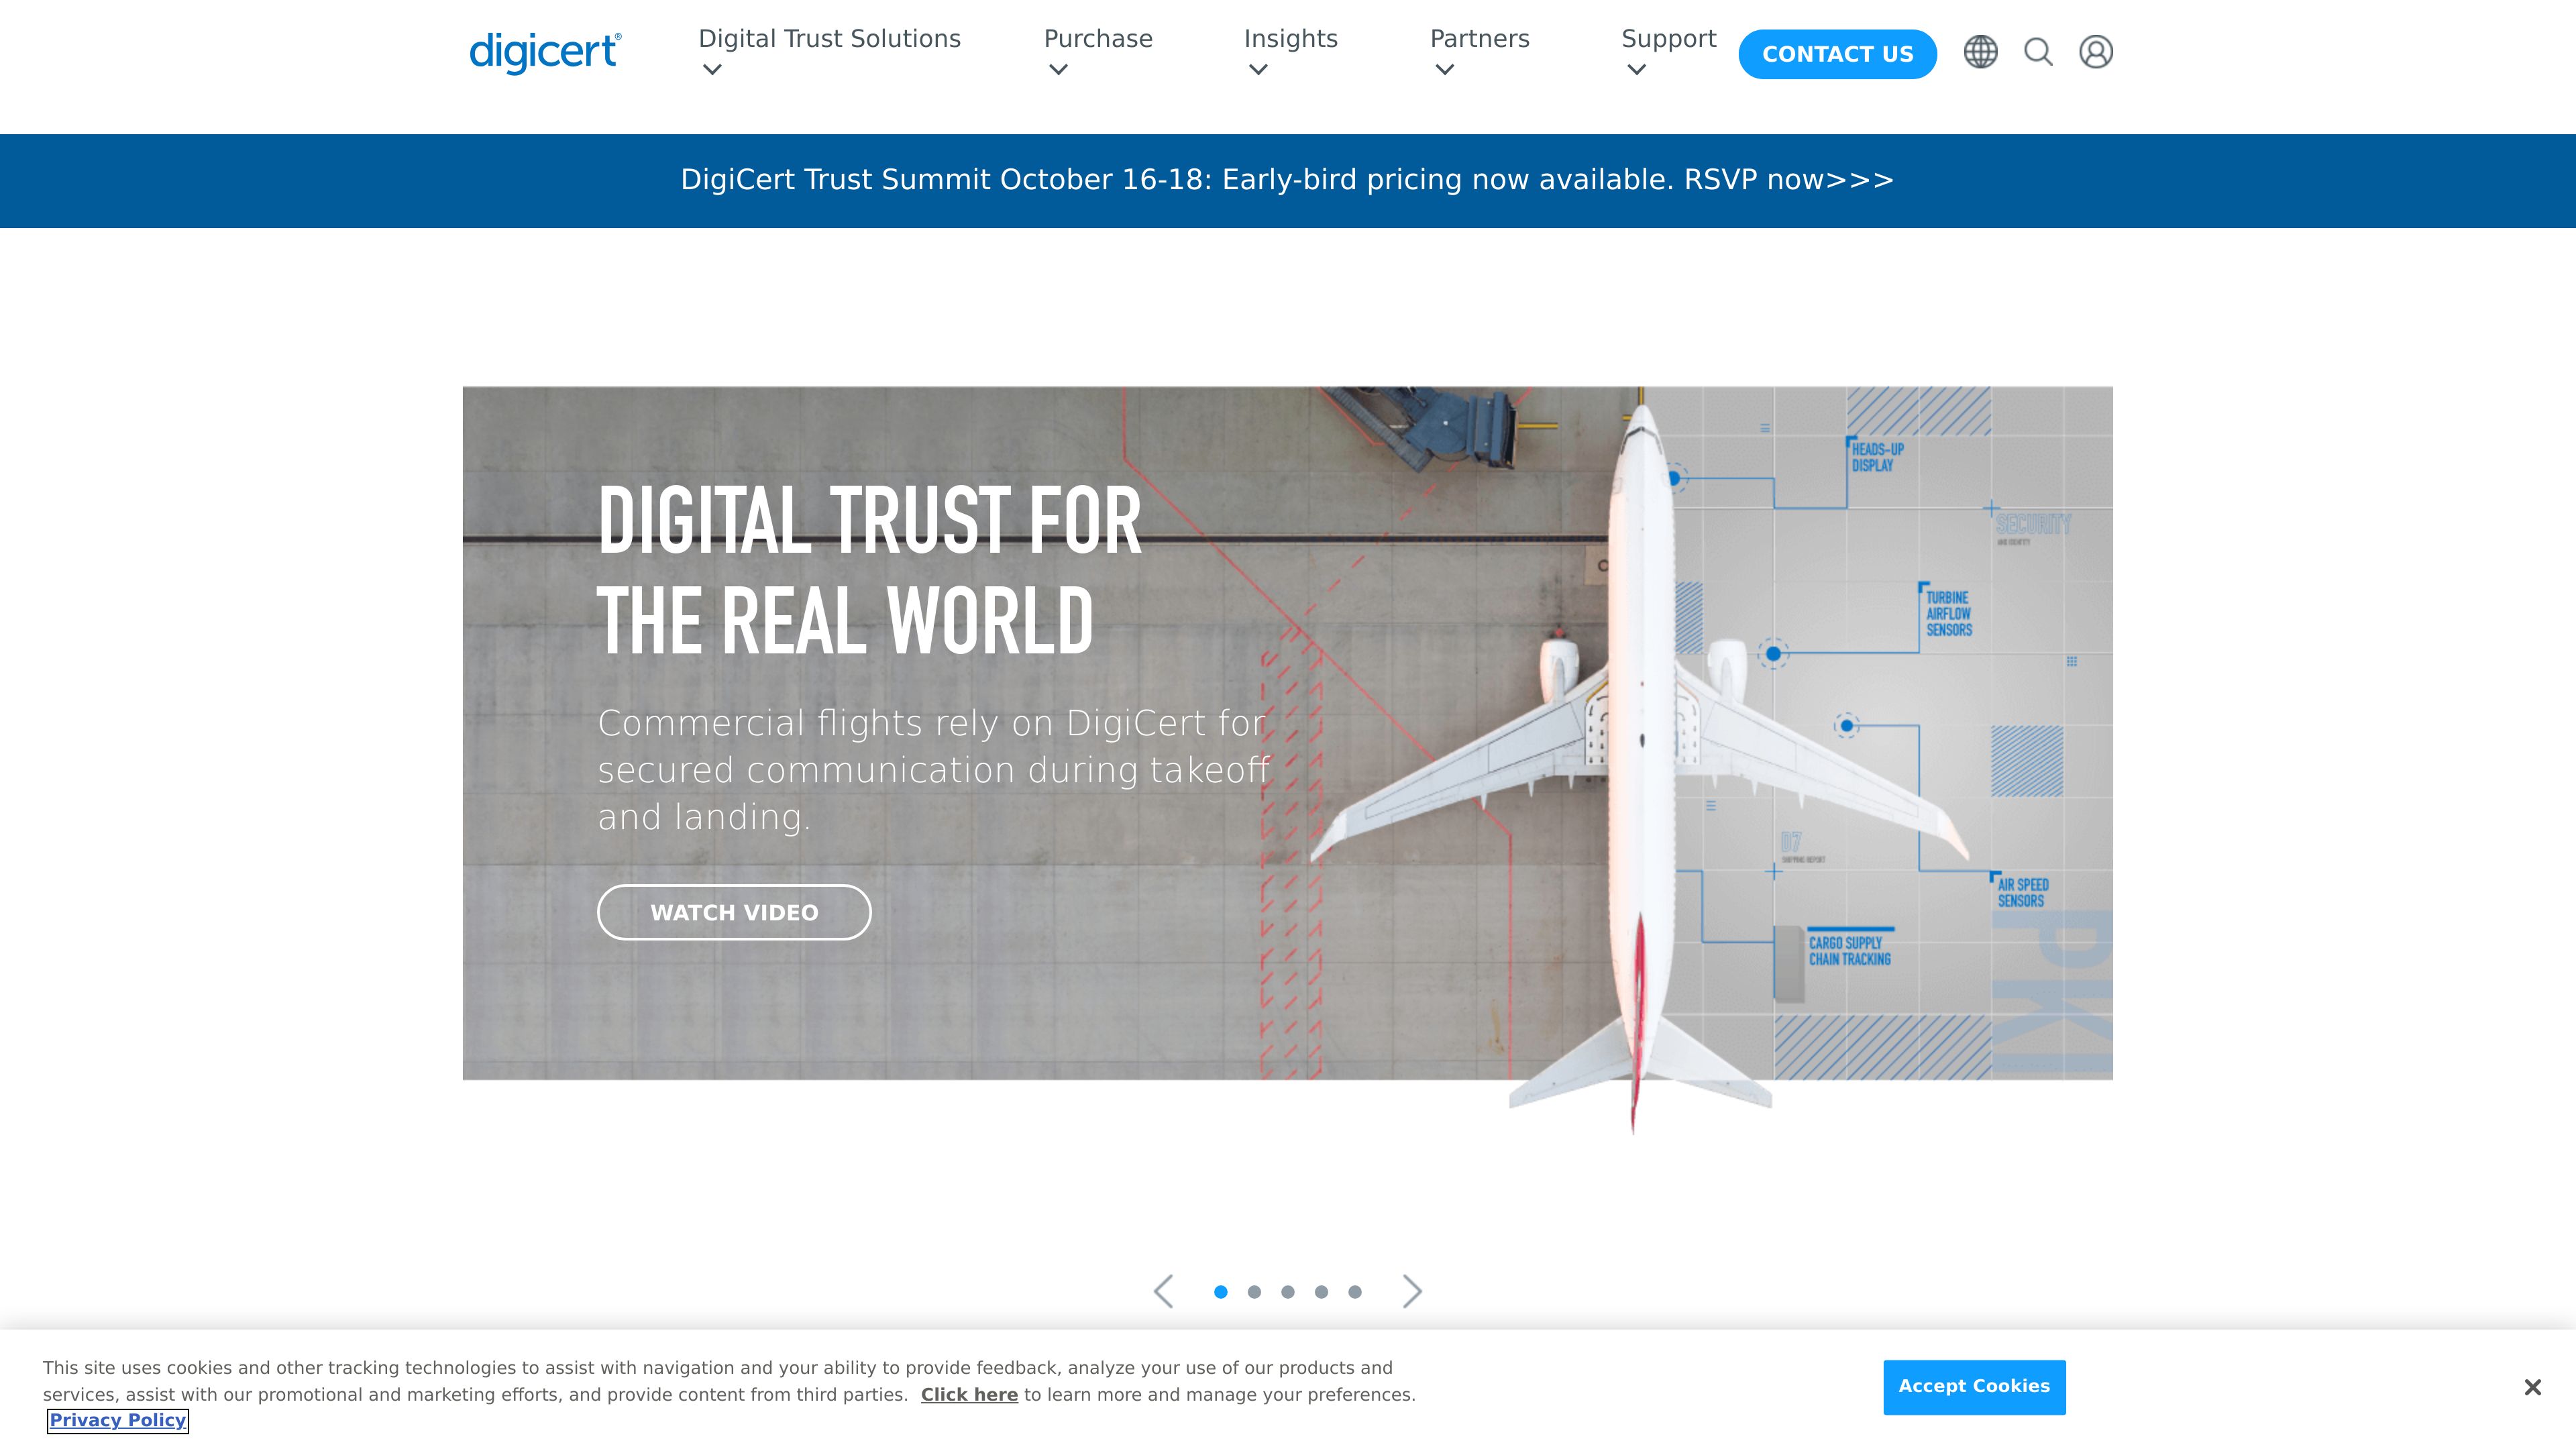 digicert®
Digital Trust Solutions
Purchase
Insights
Partners
Support
CONTACT US
DigiCert Trust Summit October 16-18: Early-bird pricing now available. RSVP now>>>
DIGITAL TRUST FOR
THE REAL WORLD
Commercial flights rely on DigiCert for
secured communication during takeoff
and landing.
WATCH VIDEO
HEADS-UP
DISPLAY
SECURITY
AND IDENTITY
TURBINE
AIRFLOW
SENSORS
07
SHIPPING REPORT
AIR SPEED
SENSORS
CARGO SUPPLY
CHAIN TRACKING
PKI
This site uses cookies and other tracking technologies to assist with navigation and your ability to provide feedback, analyze your use of our products and
services, assist with our promotional and marketing efforts, and provide content from third parties. Click here to learn more and manage your preferences.
Privacy Policy
Accept Cookies